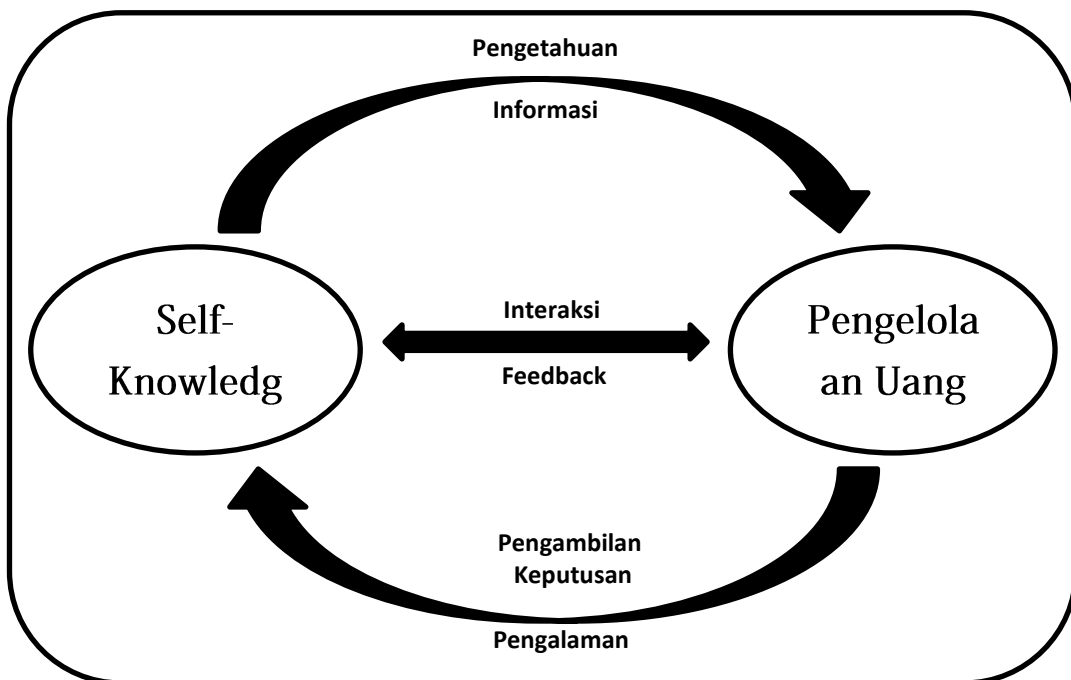 Pengetahuan
Informasi
Self-
Knowledg
Interaksi
Feedback
Pengelola
an Uang
Pengambilan
Keputusan
Pengalaman